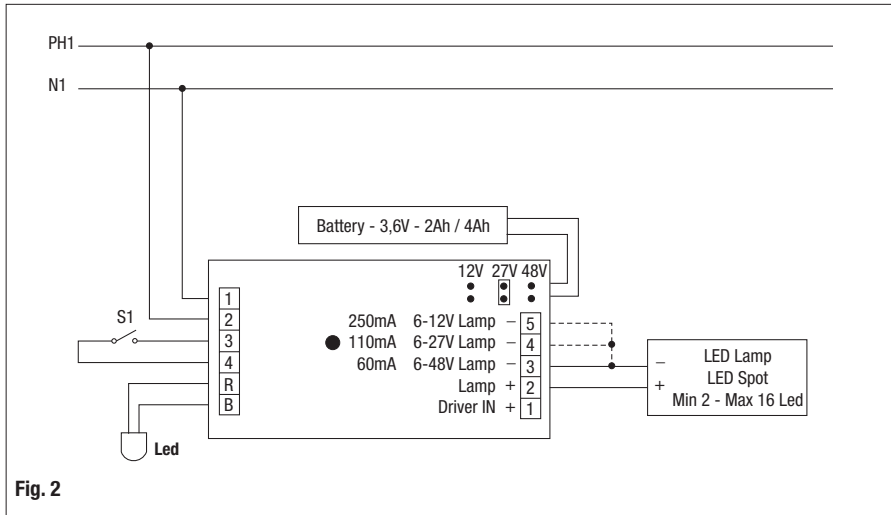 PH1
N1
Battery - 3,6V - 2Ah / 4Ah
12V 27V 48V
1
2
S1
3
4
R
B
Led
250mA 6-12V Lamp − 5
110mA 6-27V Lamp − 4
60mA 6-48V Lamp − 3
Lamp + 2
Driver IN + 1
− LED Lamp
LED Spot
+ Min 2 - Max 16 Led
Fig. 2